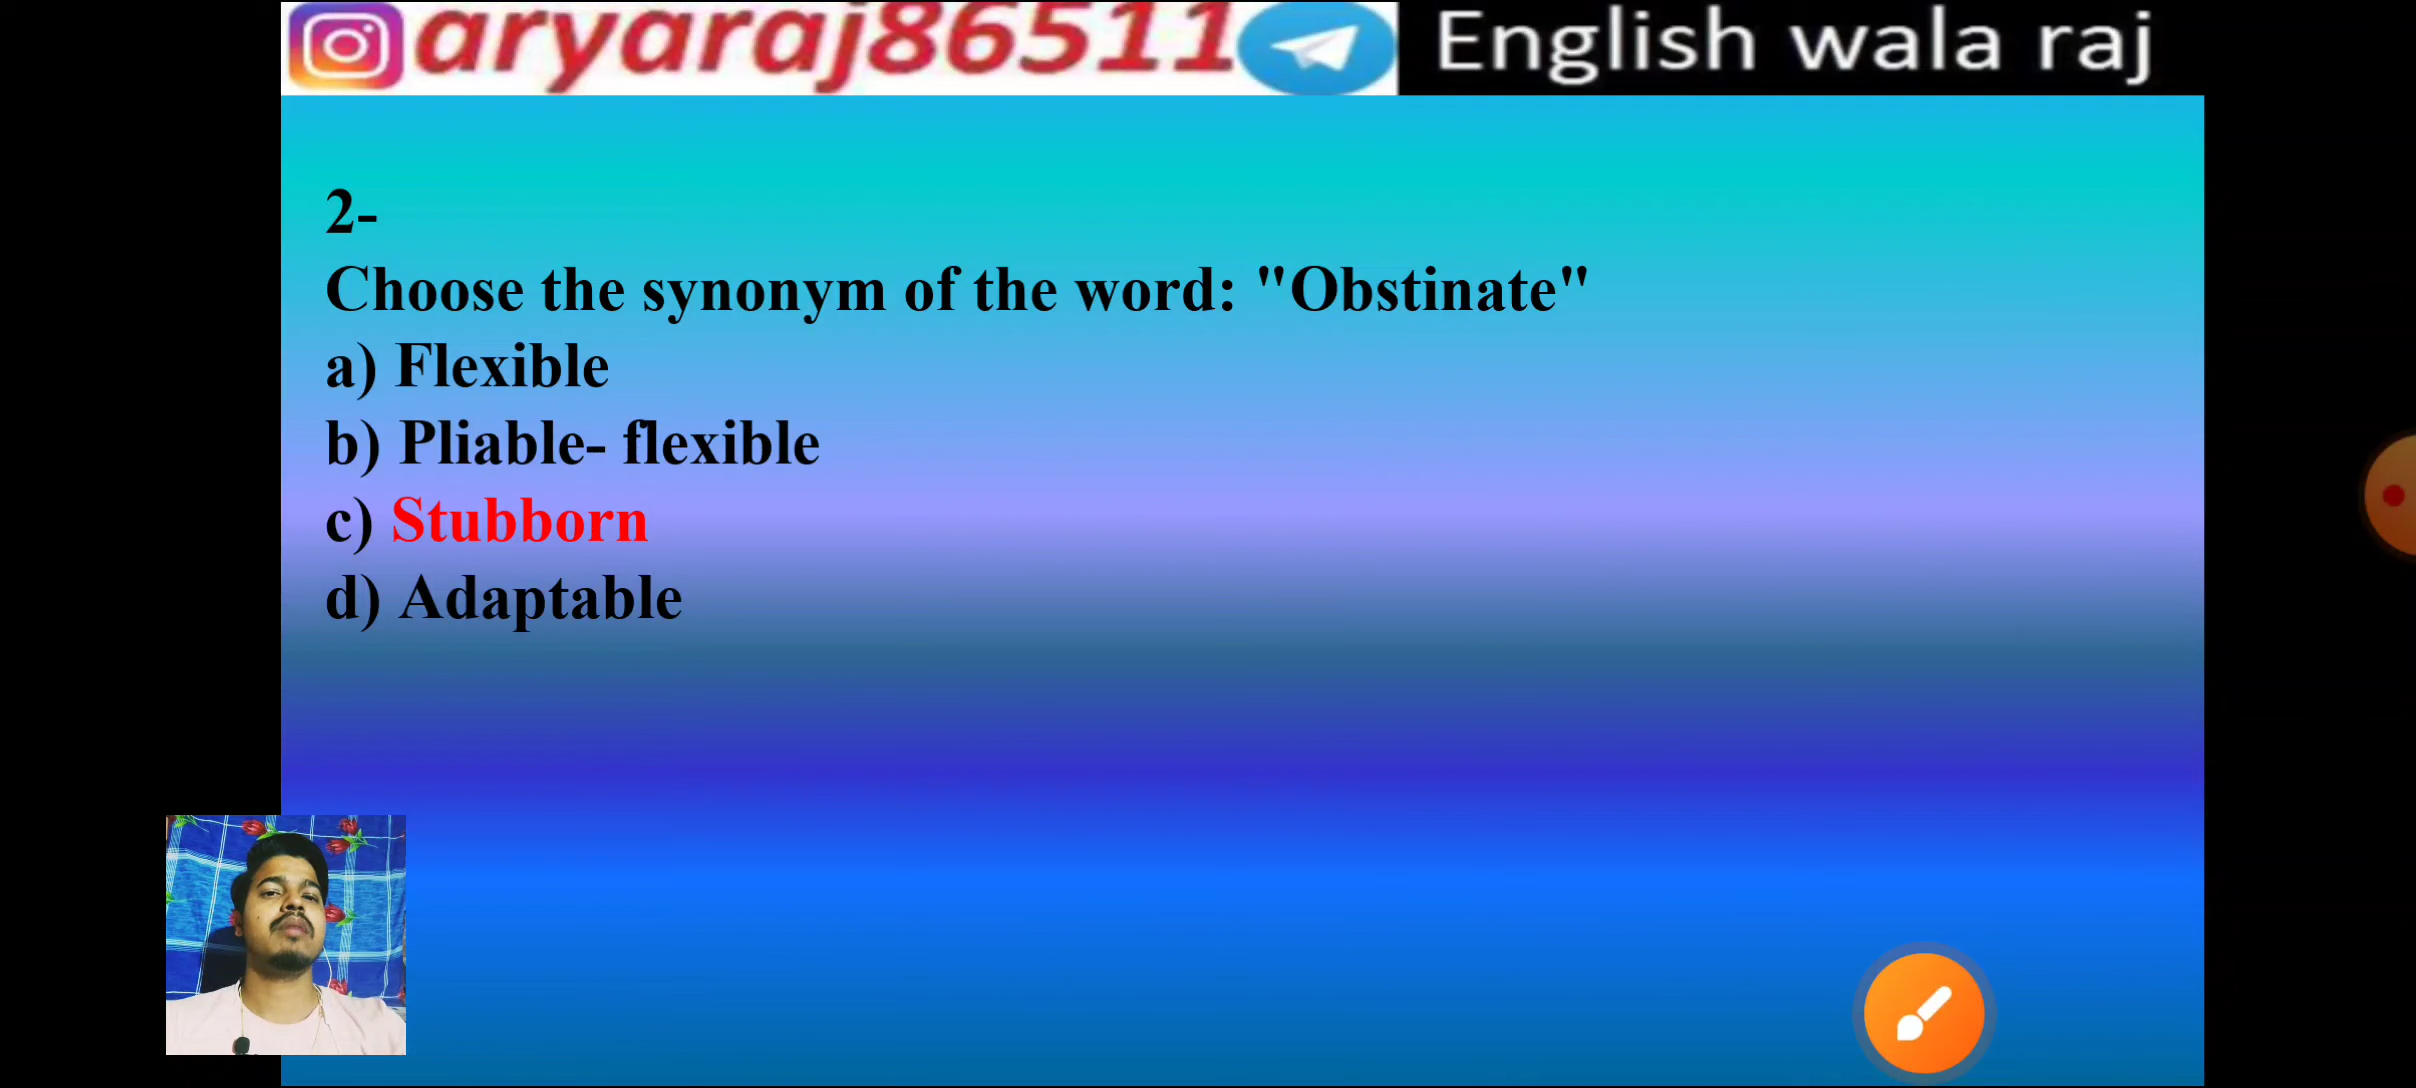 aryaraj86511 English wala raj
2-
Choose the synonym of the word: "Obstinate"
a) Flexible
b) Pliable- flexible
c) Stubborn
d) Adaptable